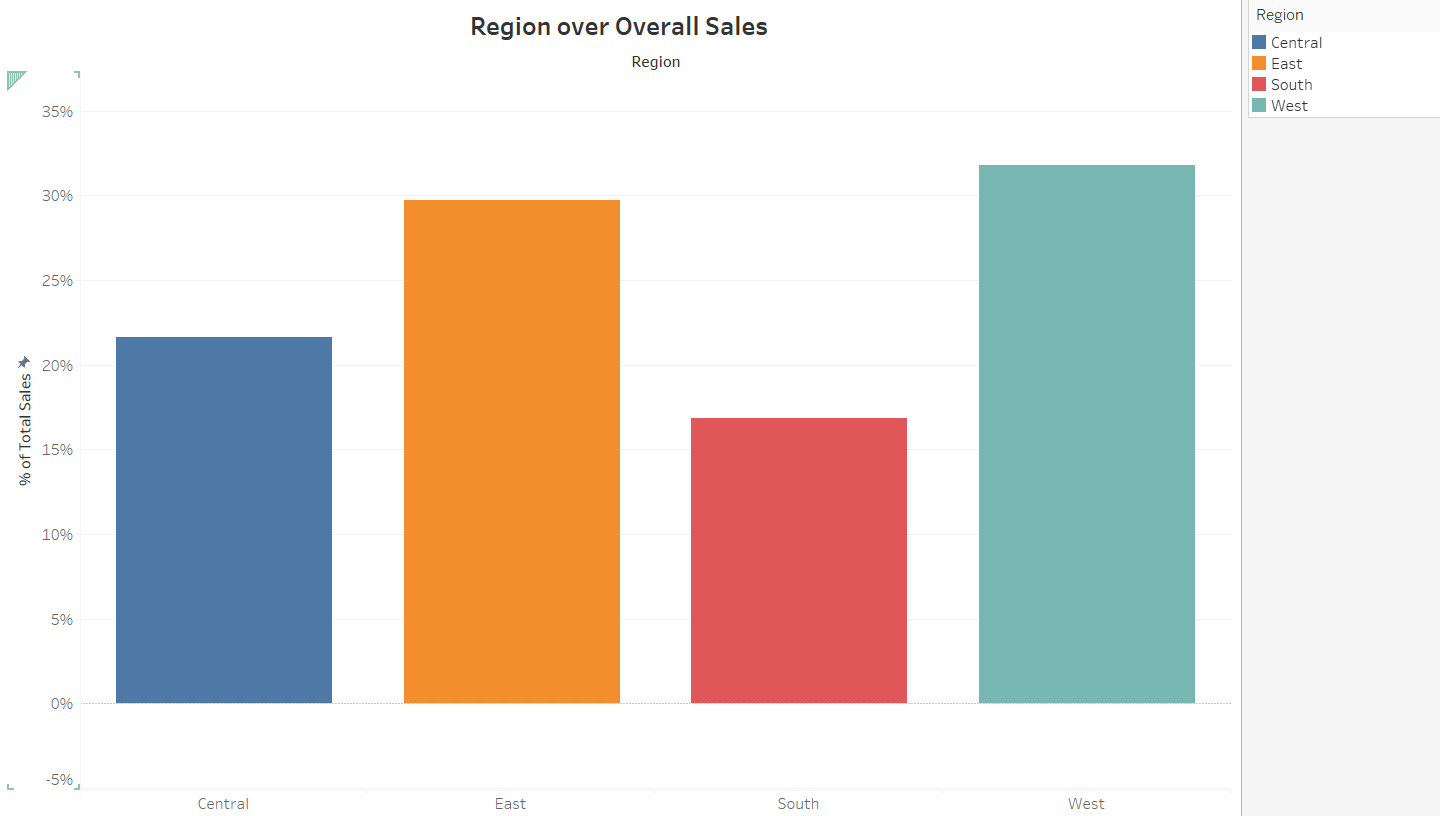 Region over Overall Sales
Region
35%
30%
25%
20%
15%
10%
5%
0%
-5%
% of Total Sales
Central
East
South
West
Region
Central
East
South
West